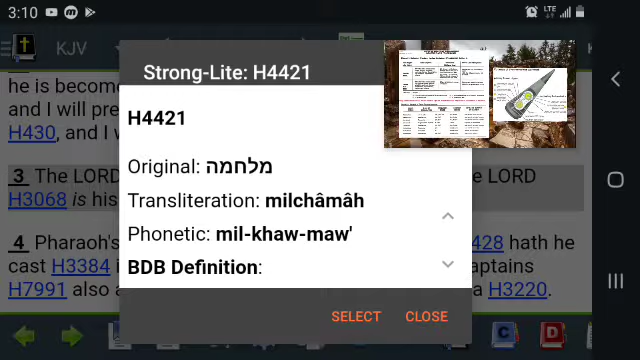 3:10
LTE
KJV
K
Strong-Lite: H4421
he is becom
and I will pre
H430, and I w
3 The LORD
e LORD
H3068 is his
4 Pharaoh's
428 hath he
cast H3384 i
aptains
H7991 also a
a H3220.
H4421
Original: מלחמה
Transliteration: milchâmâh
Phonetic: mil-khaw-maw'
BDB Definition:
SELECT
CLOSE
C
D